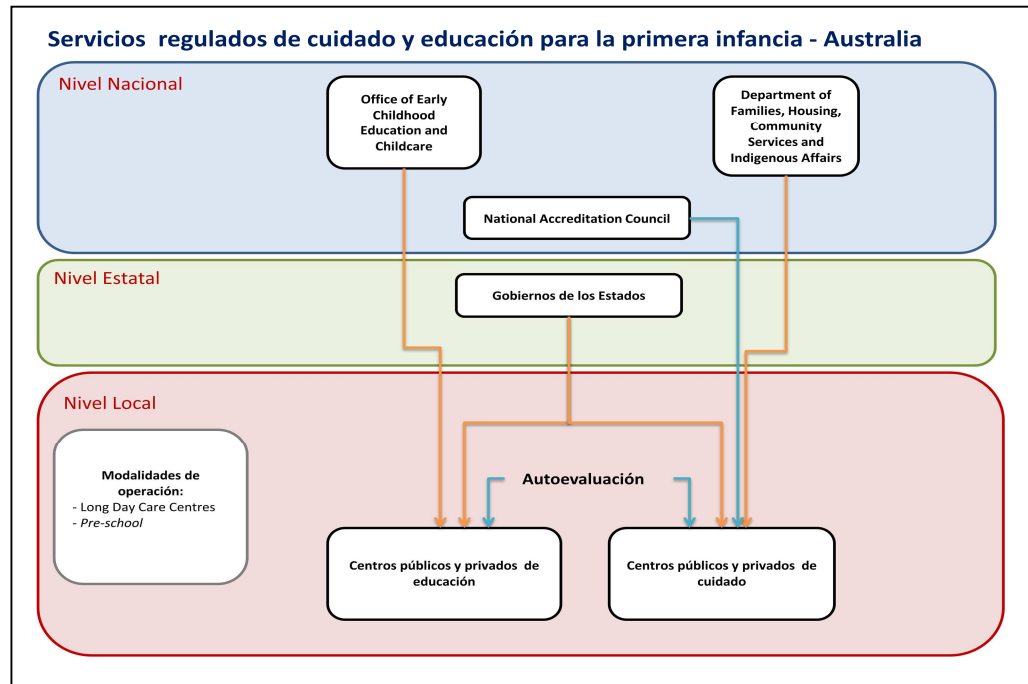 Servicios regulados de cuidado y educación para la primera infancia - Australia
Nivel Nacional
Office of Early
Childhood
Education and
Childcare
Department of
Families, Housing,
Community
Services and
Indigenous Affairs
National Accreditation Council
Nivel Estatal
Gobiernos de los Estados
Nivel Local
Modalidades de
operación:
- Long Day Care Centres
- Pre-school
Autoevaluación
Centros públicos y privados de
educación
Centros públicos y privados de
cuidado